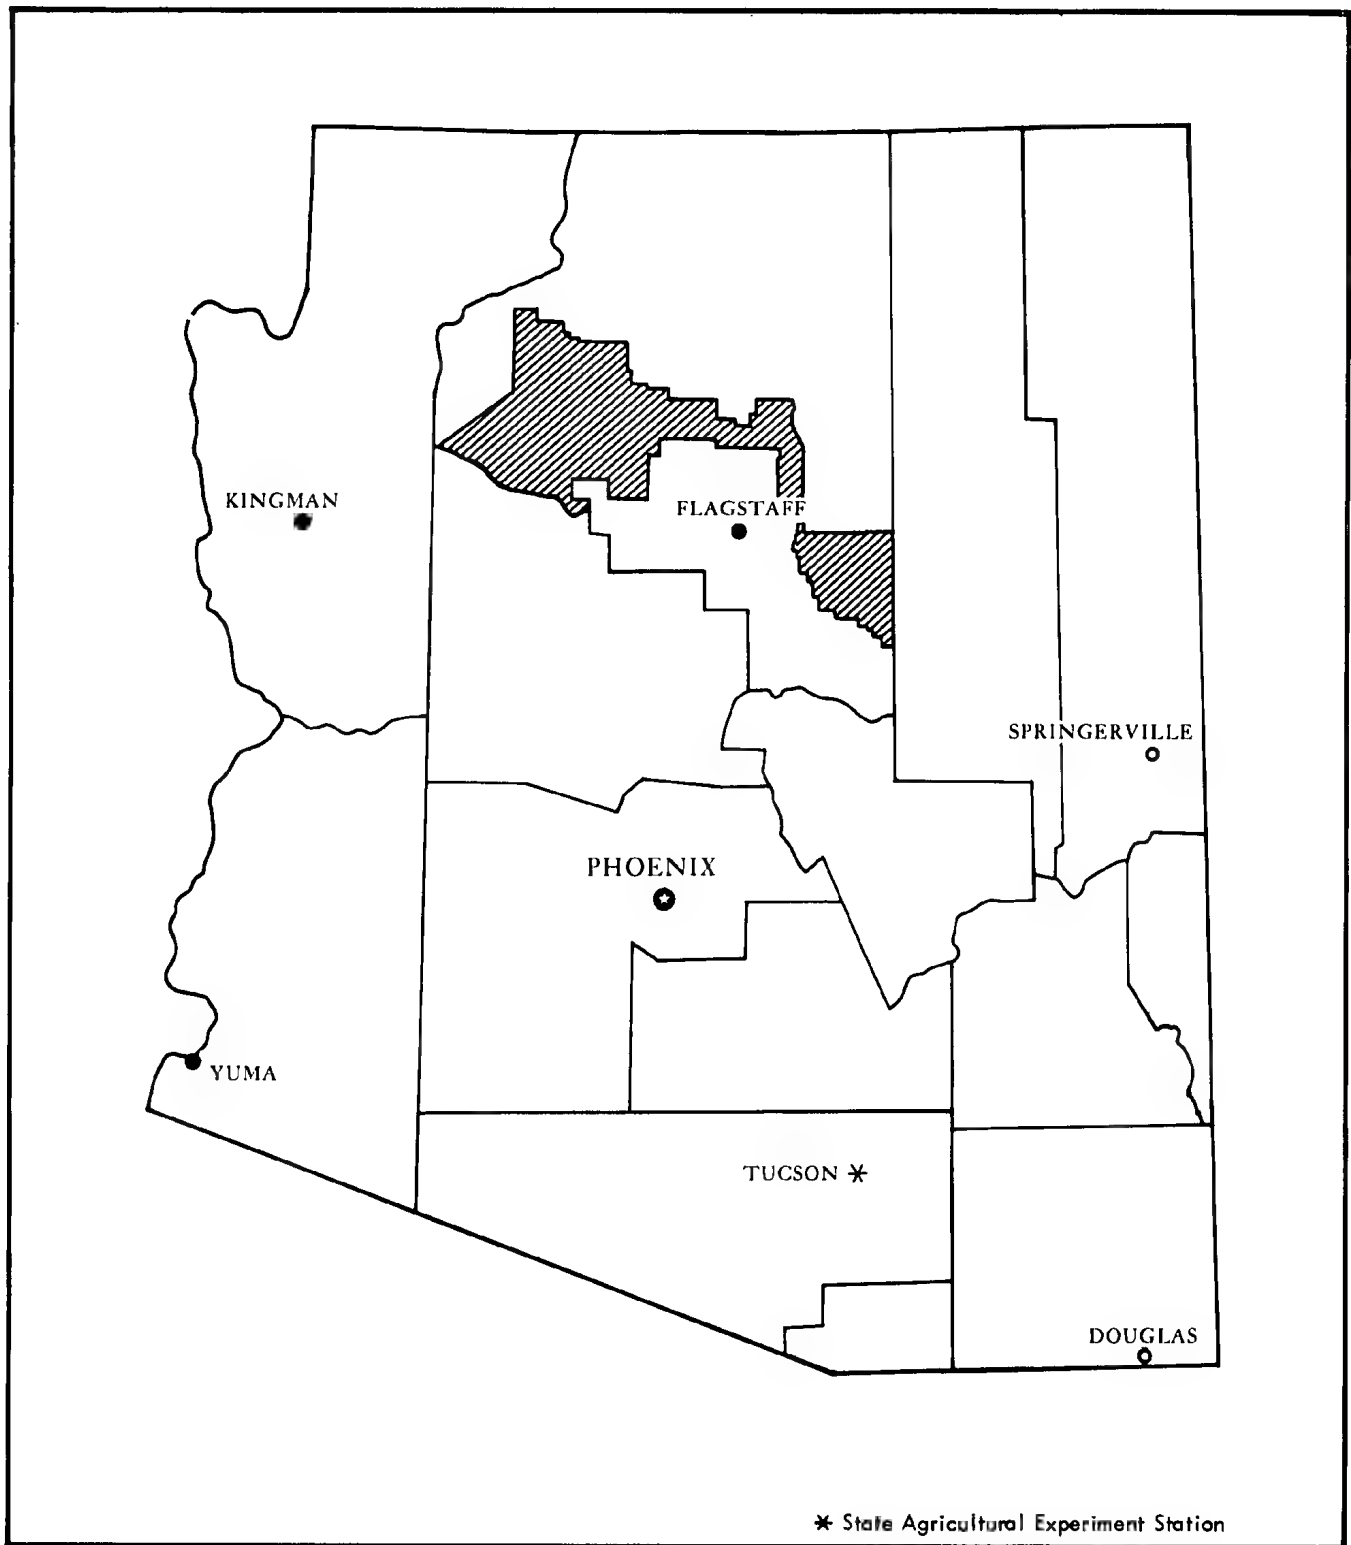 KINGMAN
FLAGSTAFF
SPRINGERVILLE
PHOENIX
YUMA
TUCSON *
DOUGLAS
* State Agricultural Experiment Station